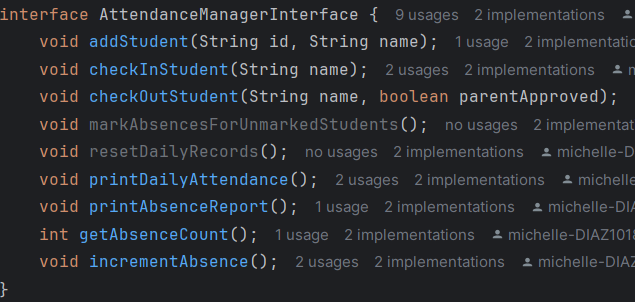 interface AttendanceManagerInterface { 9 usages 2 implementations
void addStudent(String id, String name); 1 usage 2 implementations
void checkInStudent(String name); 2 usages 2 implementations
void checkOutStudent(String name, boolean parentApproved);
void markAbsencesForUnmarkedStudents(); no usages 2 implementat
void resetDailyRecords(); no usages 2 implementations michelle-D
void printDailyAttendance(); 2 usages 2 implementations michelle
void printAbsenceReport(); 1 usage 2 implementations michelle-DIAZ
int getAbsenceCount(); 1 usage 2 implementations michelle-DIAZ1018
void incrementAbsence(); 2 usages 2 implementations michelle-DIAZ
}